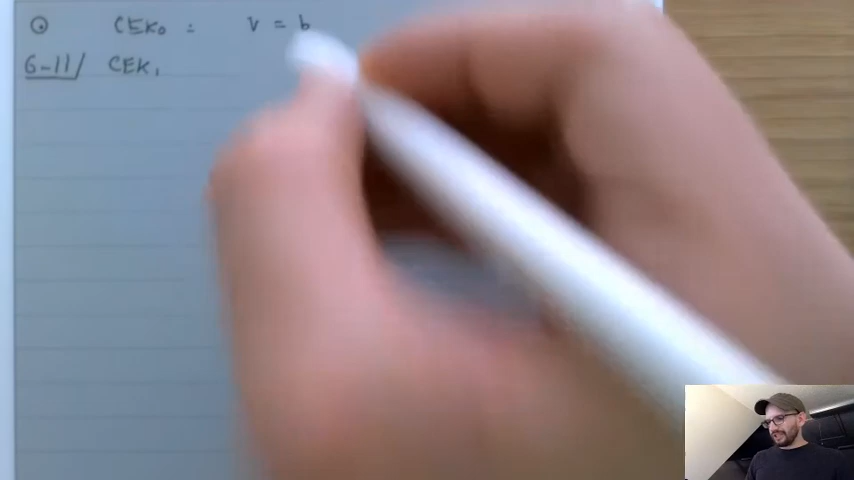 ⊙ CEK₀ = v = b
6-11/ CEK₁